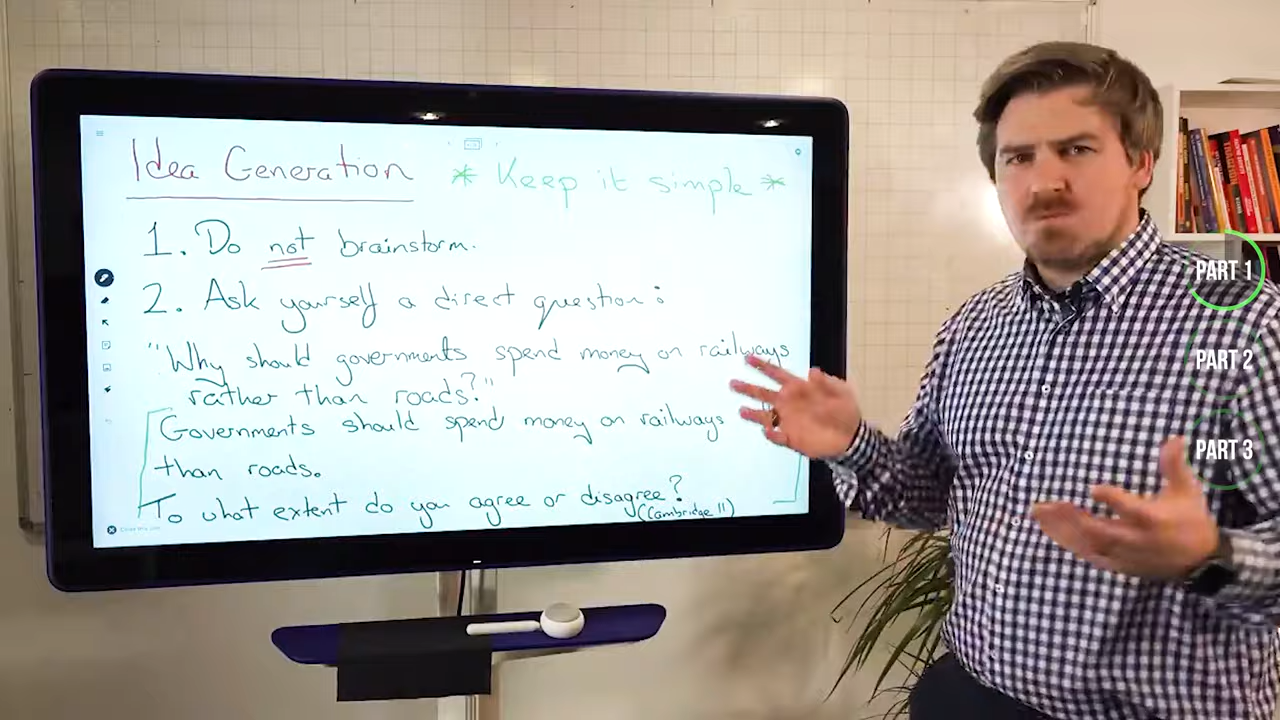 Idea Generation
* Keep it simple *
1. Do not brainstorm.
2. Ask yourself a direct question:
"Why should governments spend money on railways
rather than roads?"
Governments should spend money on railways
than roads.
To what extent do you agree or disagree?
(Cambridge 11)
PART 1
PART 2
PART 3